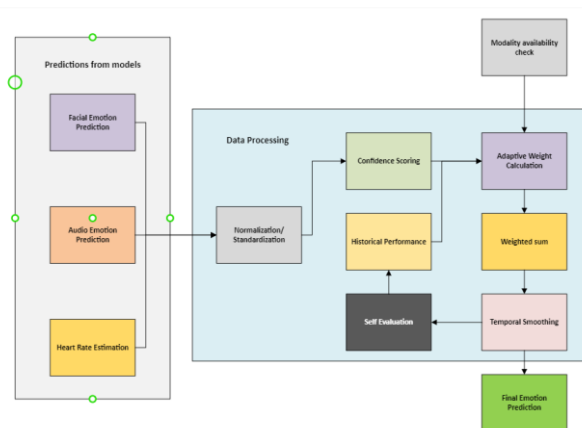 Predictions from models
Facial Emotion
Prediction
Audio Emotion
Prediction
Heart Rate Estimation
Data Processing
Normalization/
Standardization
Confidence Scoring
Historical Performance
Self Evaluation
Modality availability
check
Adaptive Weight
Calculation
Weighted sum
Temporal Smoothing
Final Emotion
Prediction